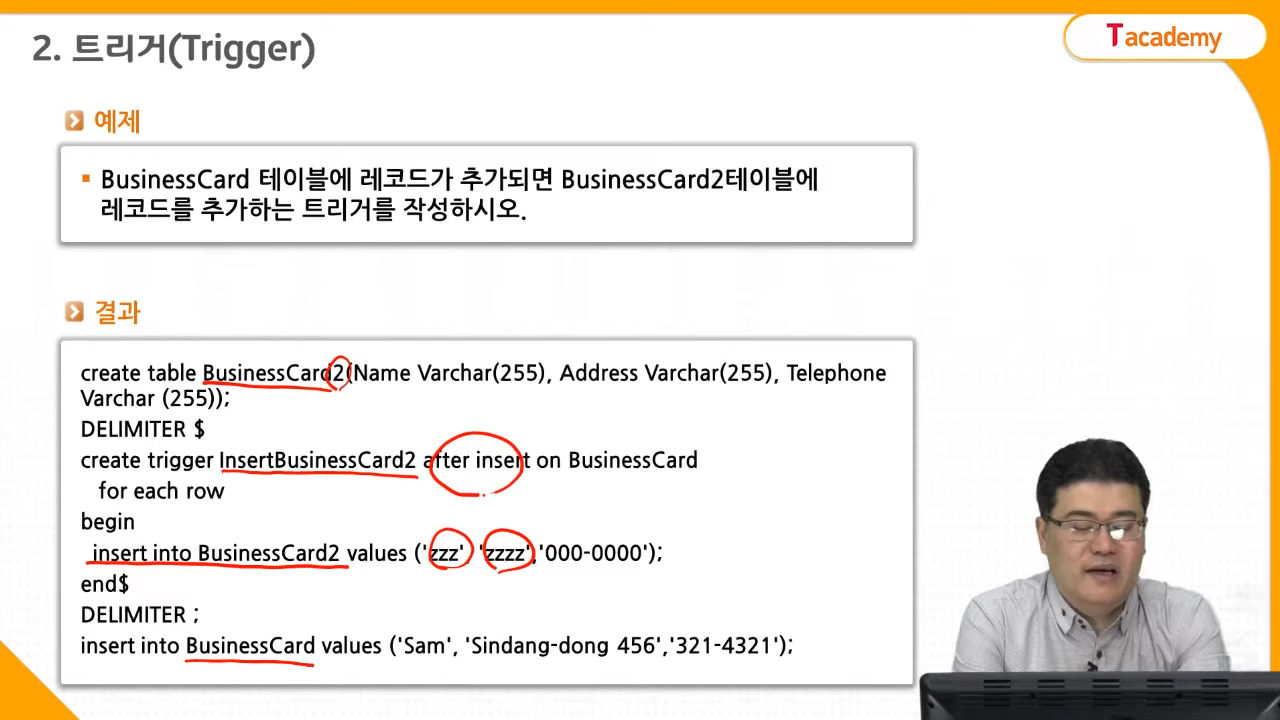 2. 트리거(Trigger)
Tacademy
예제
BusinessCard 테이블에 레코드가 추가되면 BusinessCard2테이블에
레코드를 추가하는 트리거를 작성하시오.
결과
create table BusinessCard2(Name Varchar(255), Address Varchar(255), Telephone
Varchar (255));
DELIMITER $
create trigger InsertBusinessCard2 after insert on BusinessCard
for each row
begin
insert into BusinessCard2 values ('zzz', 'zzzz','000-0000');
end$
DELIMITER ;
insert into BusinessCard values ('Sam', 'Sindang-dong 456','321-4321');